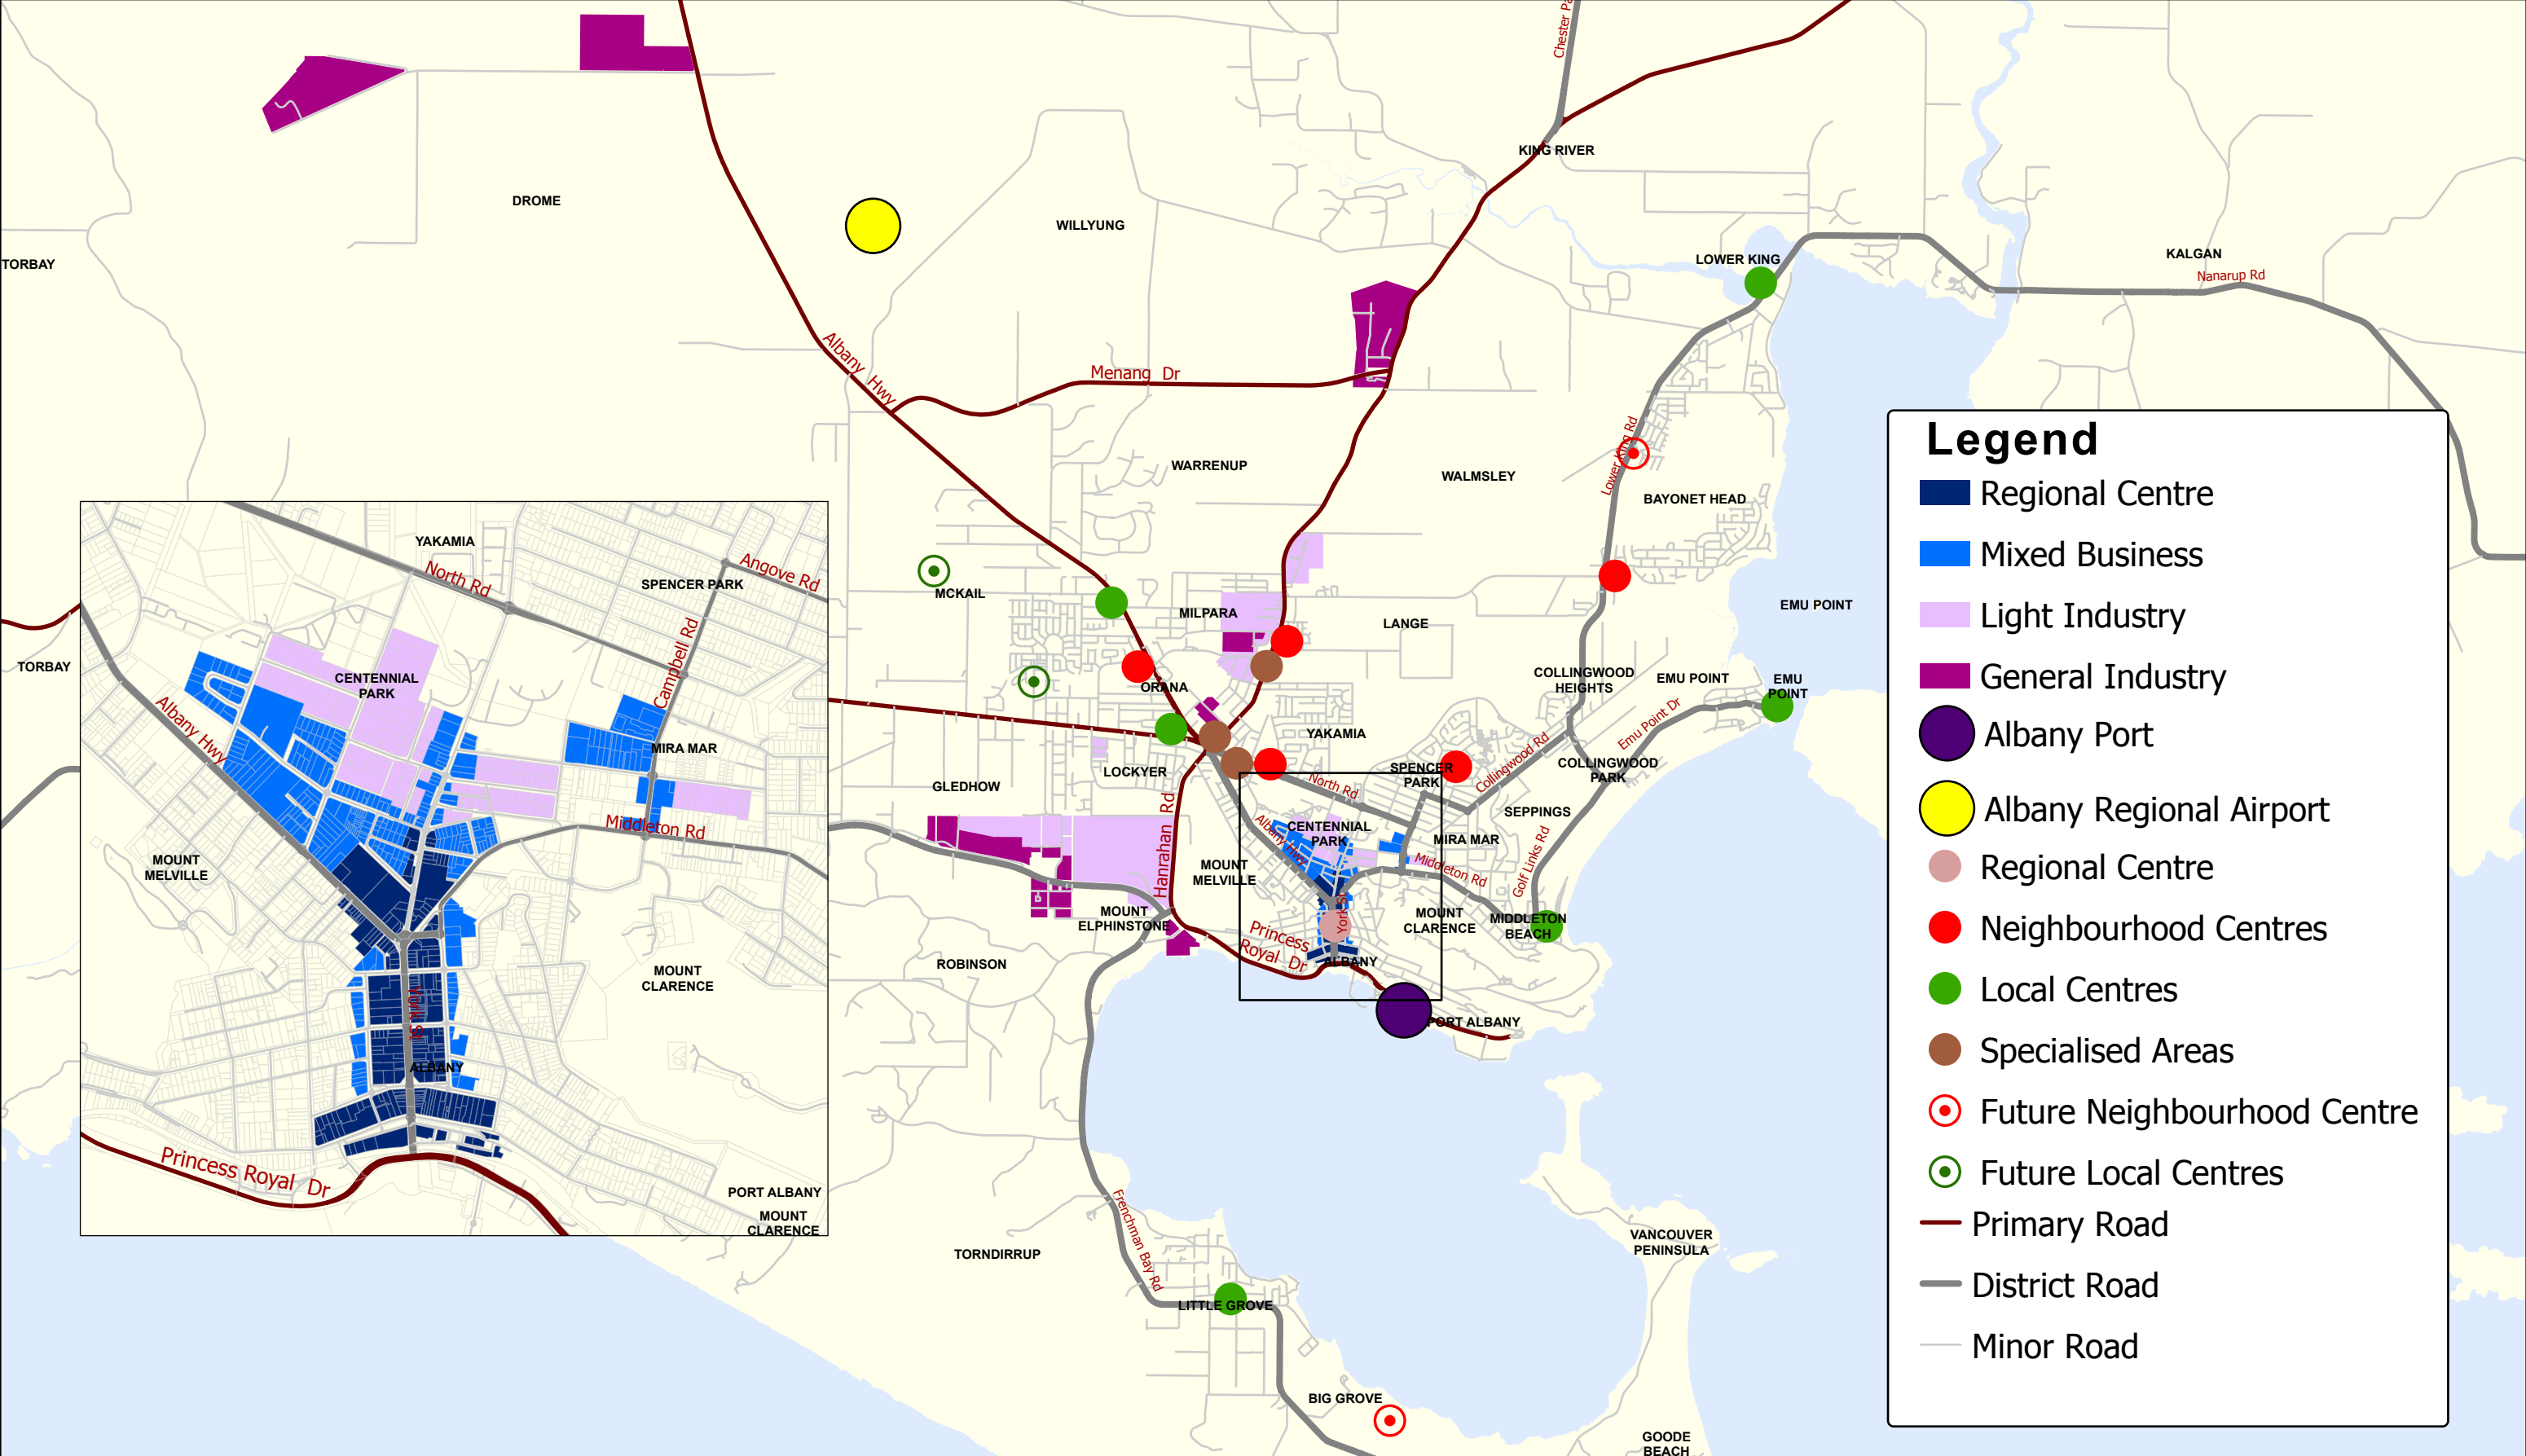 Chester Pa
KING RIVER
DROME
WILLYUNG
TORBAY
LOWER KING
KALGAN
Nanarup Rd
Albany Hwy
Menang Dr
WARRENUP
WALMSLEY
Lower King Rd
BAYONET HEAD
MCKAIL
MILPARA
LANGE
EMU POINT
TORBAY
ORANA
COLLINGWOOD
HEIGHTS
EMU POINT
EMU
POINT
Emu Point Dr
YAKAMIA
Collingwood Rd
COLLINGWOOD
PARK
LOCKYER
GLEDHOW
SPENCER
PARK
North Rd
SEPPINGS
Hanrahan Rd
Albany Hwy
CENTENNIAL
PARK
MIRA MAR
Middleton Rd
Golf Links Rd
MOUNT
MELVILLE
MOUNT
ELPHINSTONE
York St
MOUNT
CLARENCE
MIDDLETON
BEACH
Princess
Royal Dr
ALBANY
ROBINSON
PORT ALBANY
Frenchman Bay Rd
TORNDIRRUP
LITTLE GROVE
VANCOUVER
PENINSULA
BIG GROVE
GOODE
BEACH
YAKAMIA
North Rd
SPENCER PARK
Angove Rd
Campbell Rd
CENTENNIAL
PARK
Albany Hwy
MIRA MAR
Middleton Rd
MOUNT
MELVILLE
MOUNT
CLARENCE
York St
ALBANY
Princess Royal Dr
PORT ALBANY
MOUNT
CLARENCE
Legend
Regional Centre
Mixed Business
Light Industry
General Industry
Albany Port
Albany Regional Airport
Regional Centre
Neighbourhood Centres
Local Centres
Specialised Areas
Future Neighbourhood Centre
Future Local Centres
Primary Road
District Road
Minor Road